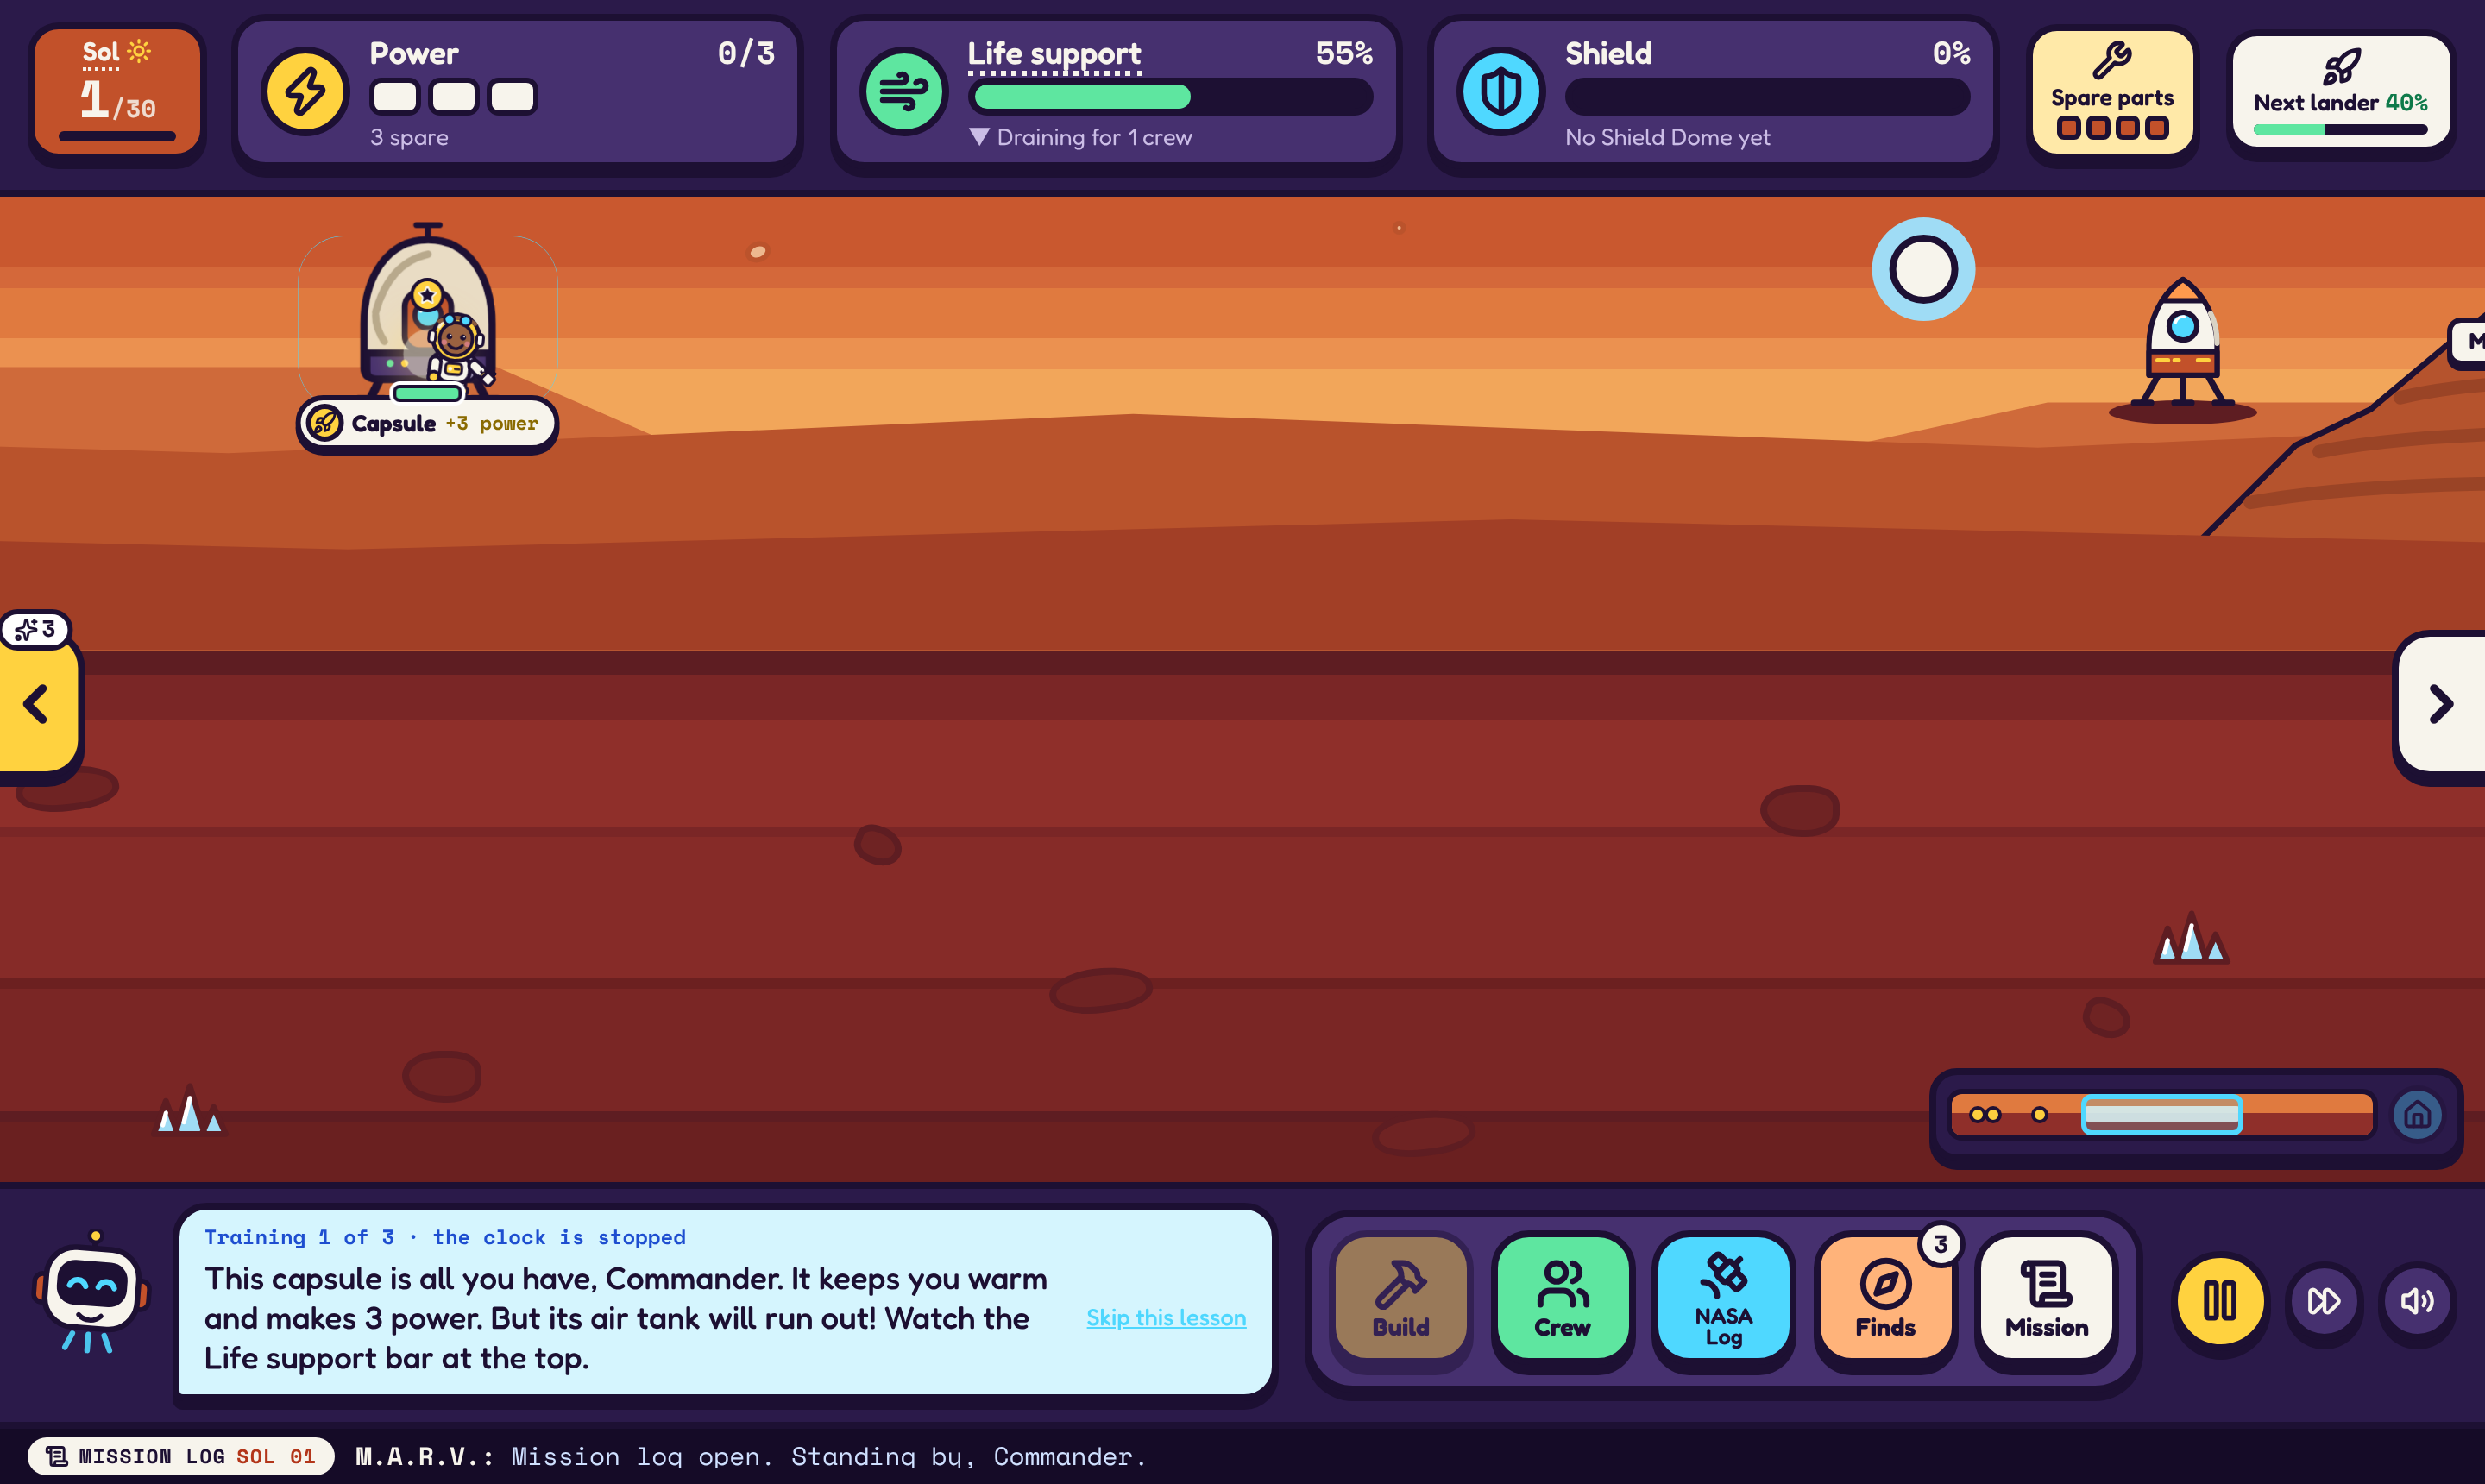 Sol
1/30
Power 0/3
3 spare
Life support 55%
Draining for 1 crew
Shield 0%
No Shield Dome yet
Spare parts
Next lander 40%
Capsule +3 power
3
Training 1 of 3 · the clock is stopped
This capsule is all you have, Commander. It keeps you warm
and makes 3 power. But its air tank will run out! Watch the
Life support bar at the top.
Skip this lesson
Build
Crew
NASA
Log
3
Finds
Mission
MISSION LOG SOL 01
M.A.R.V.: Mission log open. Standing by, Commander.